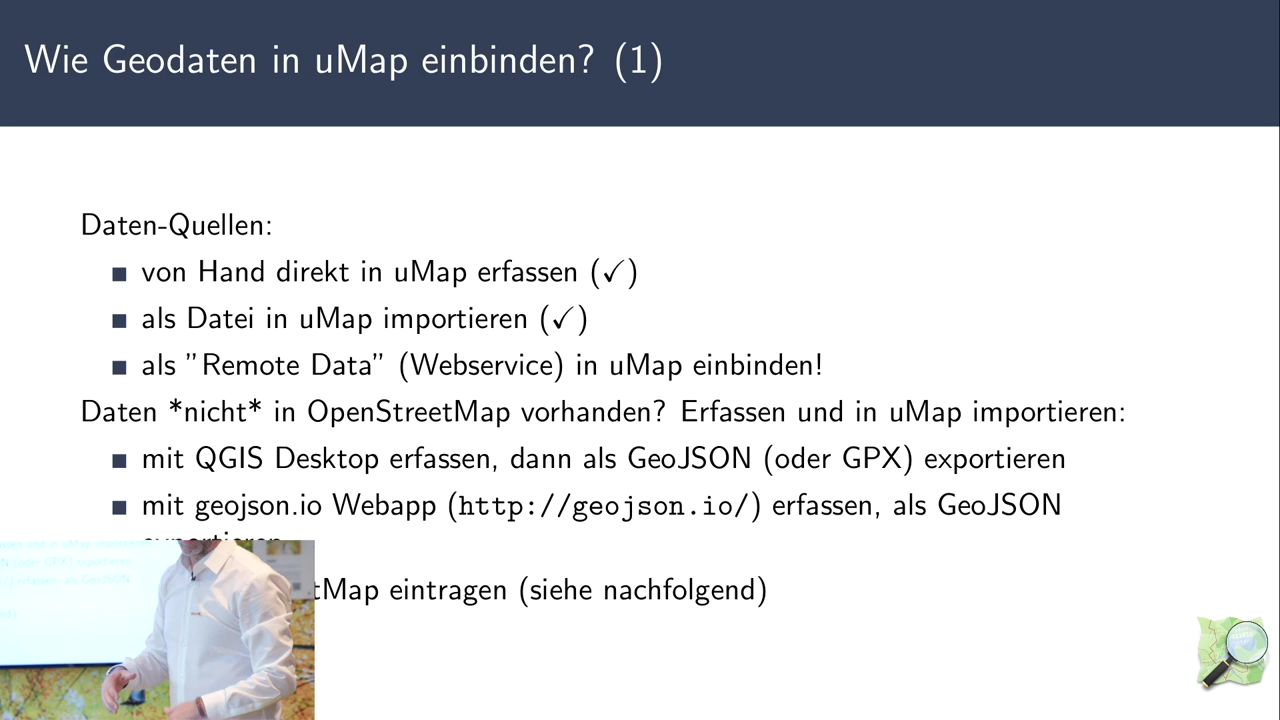 Wie Geodaten in uMap einbinden? (1)
Daten-Quellen:
von Hand direkt in uMap erfassen (✓)
als Datei in uMap importieren (✓)
als ”Remote Data” (Webservice) in uMap einbinden!
Daten *nicht* in OpenStreetMap vorhanden? Erfassen und in uMap importieren:
mit QGIS Desktop erfassen, dann als GeoJSON (oder GPX) exportieren
mit geojson.io Webapp (http://geojson.io/) erfassen, als GeoJSON
exportieren
tMap eintragen (siehe nachfolgend)